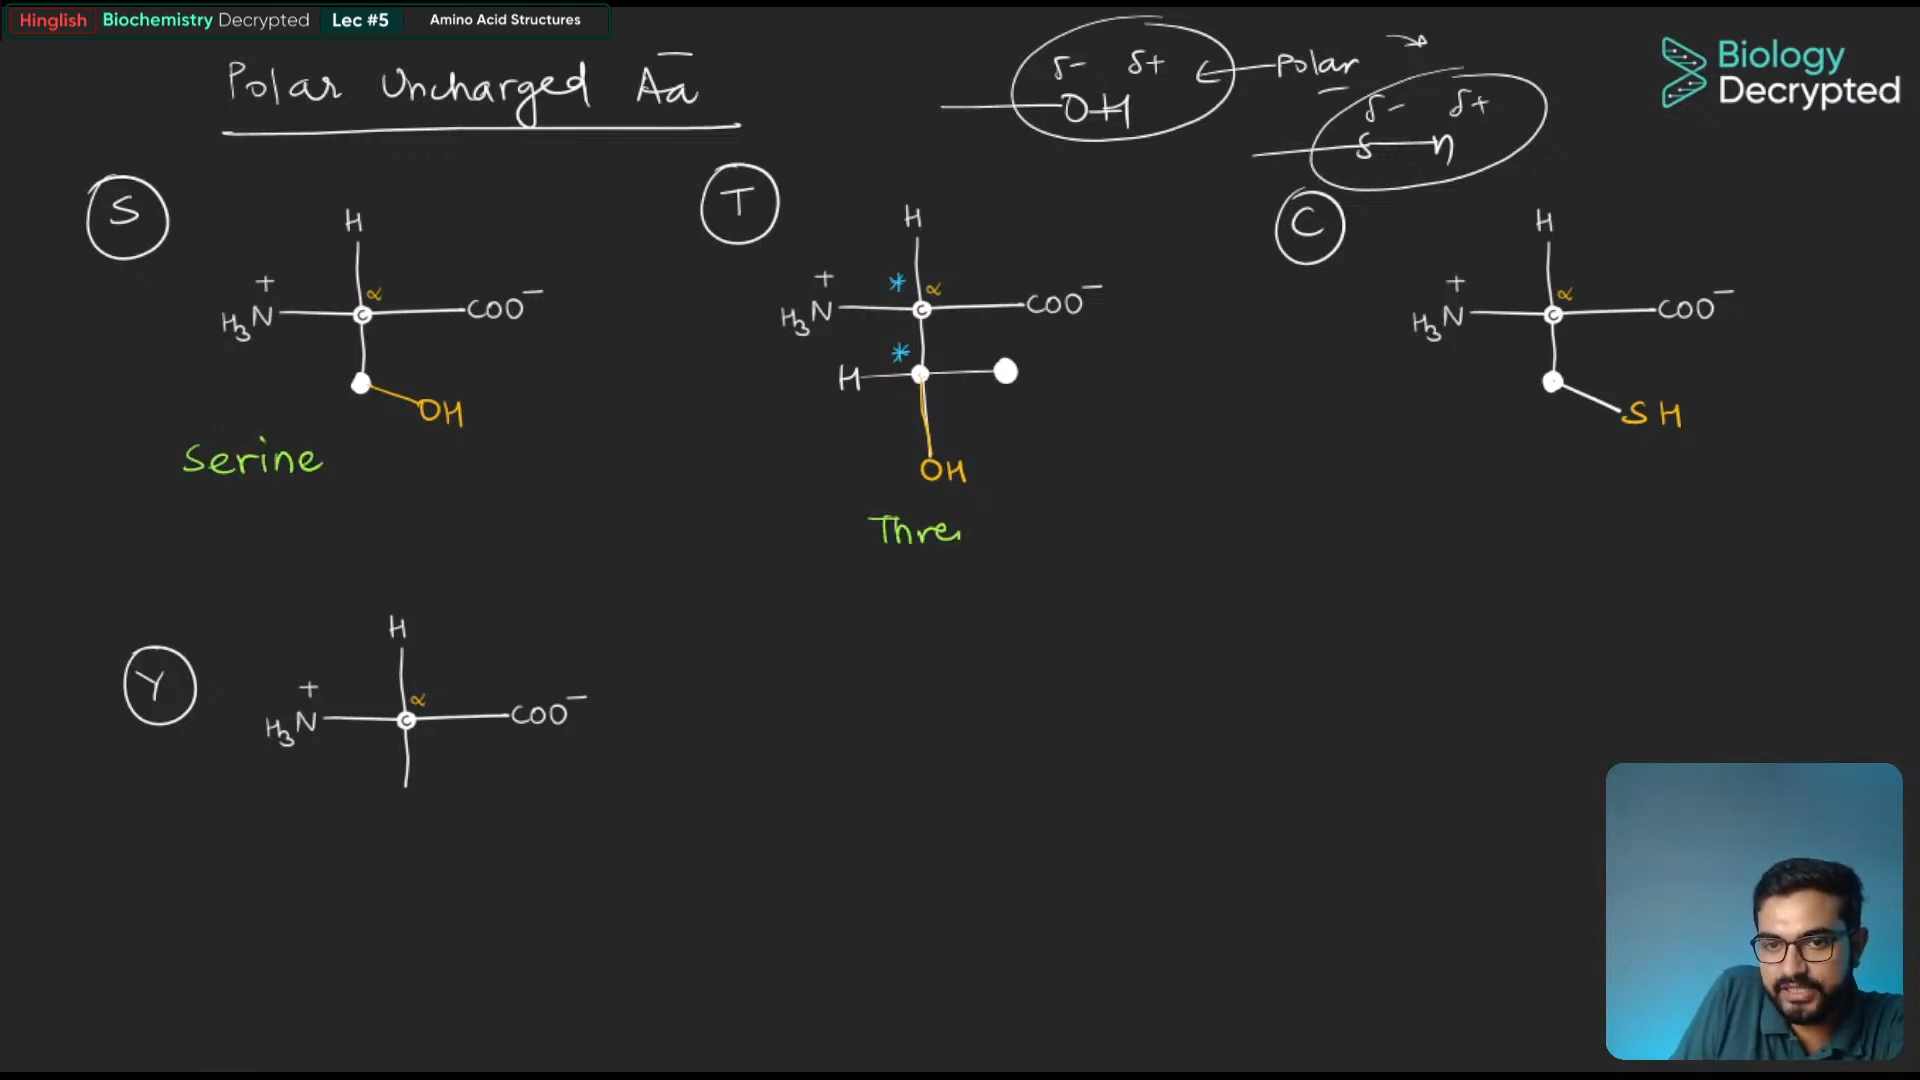 Hinglish Biochemistry Decrypted Lec #5 Amino Acid Structures
Biology
Decrypted
Polar Uncharged Aa
δ- δ+ Polar
OH
δ- δ+
S
S
H
+
H3N C α COO-
OH
Serine
T
H
+
* α
H3N C COO-
*
H
OH
Thre
C
H
+
H3N C α COO-
SH
Y
H
+
H3N C α COO-